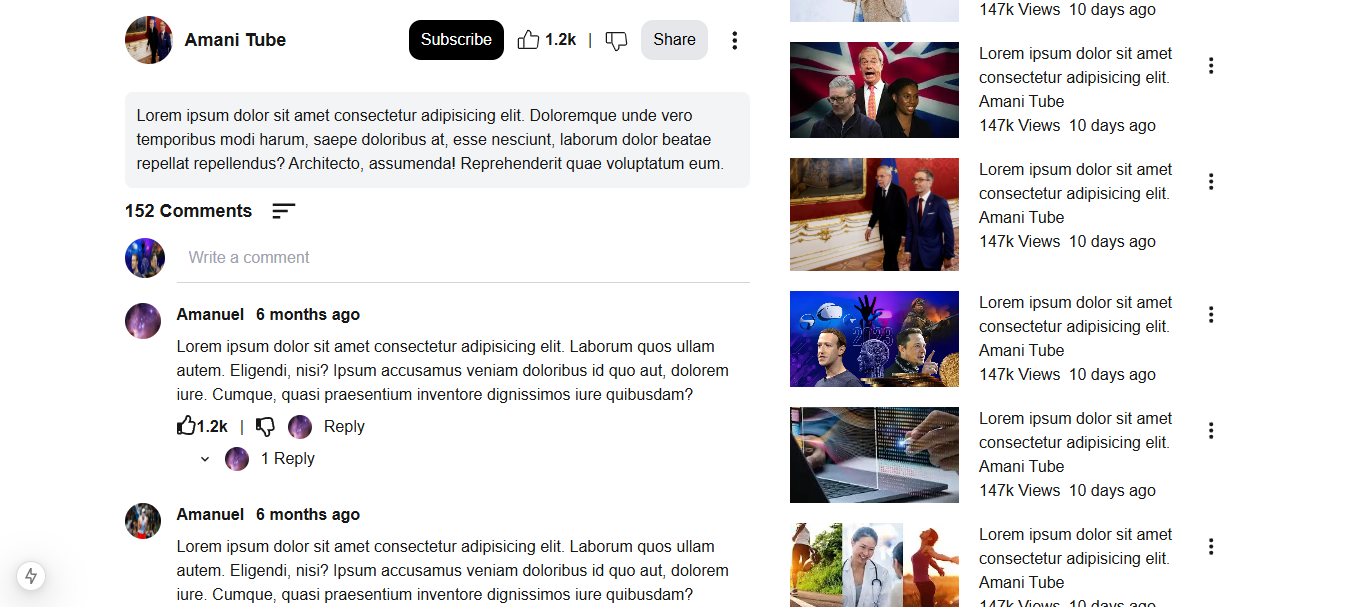 Amani Tube
Subscribe
1.2k
|
Share
Lorem ipsum dolor sit amet consectetur adipisicing elit. Doloremque unde vero
temporibus modi harum, saepe doloribus at, esse nesciunt, laborum dolor beatae
repellat repellendus? Architecto, assumenda! Reprehenderit quae voluptatum eum.
152 Comments
Write a comment
Amanuel 6 months ago
Lorem ipsum dolor sit amet consectetur adipisicing elit. Laborum quos ullam
autem. Eligendi, nisi? Ipsum accusamus veniam doloribus id quo aut, dolorem
iure. Cumque, quasi praesentium inventore dignissimos iure quibusdam?
1.2k | Reply
1 Reply
Amanuel 6 months ago
Lorem ipsum dolor sit amet consectetur adipisicing elit. Laborum quos ullam
autem. Eligendi, nisi? Ipsum accusamus veniam doloribus id quo aut, dolorem
iure. Cumque, quasi praesentium inventore dignissimos iure quibusdam?
147k Views 10 days ago
Lorem ipsum dolor sit amet
consectetur adipisicing elit.
Amani Tube
147k Views 10 days ago
Lorem ipsum dolor sit amet
consectetur adipisicing elit.
Amani Tube
147k Views 10 days ago
2023
Lorem ipsum dolor sit amet
consectetur adipisicing elit.
Amani Tube
147k Views 10 days ago
Lorem ipsum dolor sit amet
consectetur adipisicing elit.
Amani Tube
147k Views 10 days ago
Lorem ipsum dolor sit amet
consectetur adipisicing elit.
Amani Tube
147k Views 10 days ago